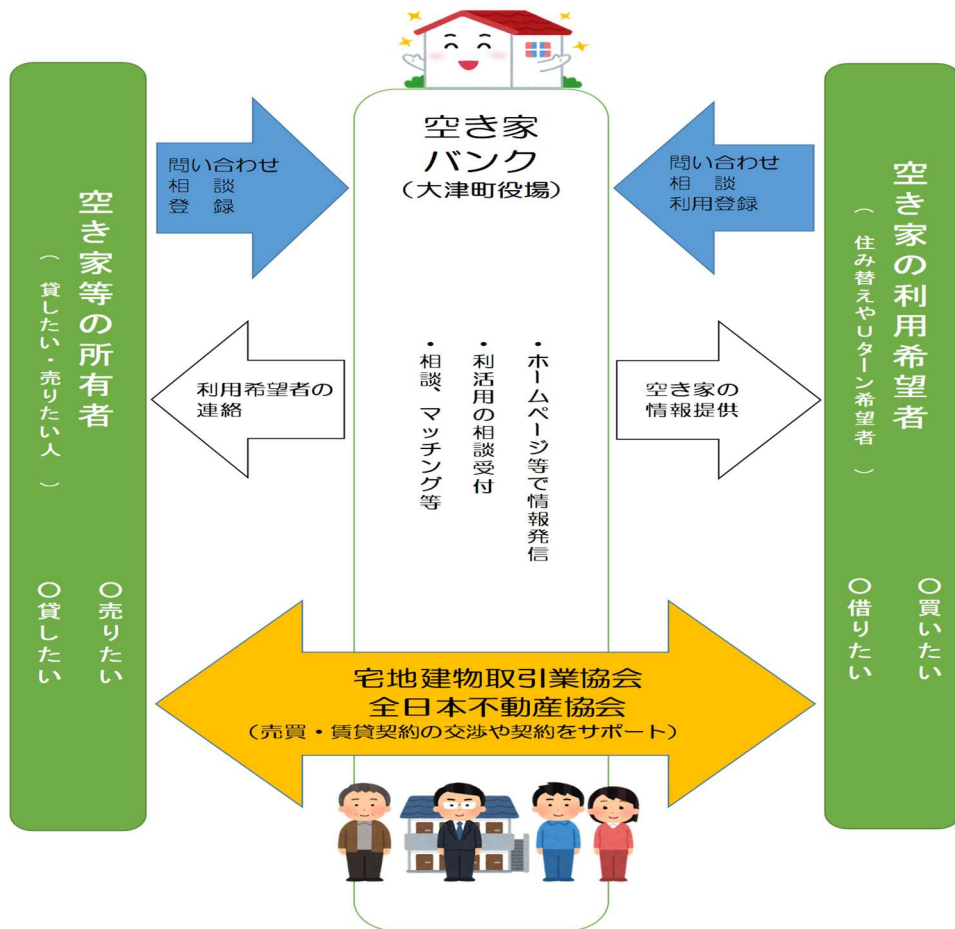 空き家
バンク
（大津町役場）
問い合わせ
相　談
登　録
問い合わせ
相　談
利用登録
空き家等の所有者
（　貸したい・売りたい人　）
〇売りたい
〇貸したい
利用希望者の
連絡
・ホームページ等で情報発信
・利活用の相談受付
・相談、マッチング等
空き家の
情報提供
空き家の利用希望者
（　住み替えやUターン希望者　）
〇買いたい
〇借りたい
宅地建物取引業協会
全日本不動産協会
（売買・賃貸契約の交渉や契約をサポート）